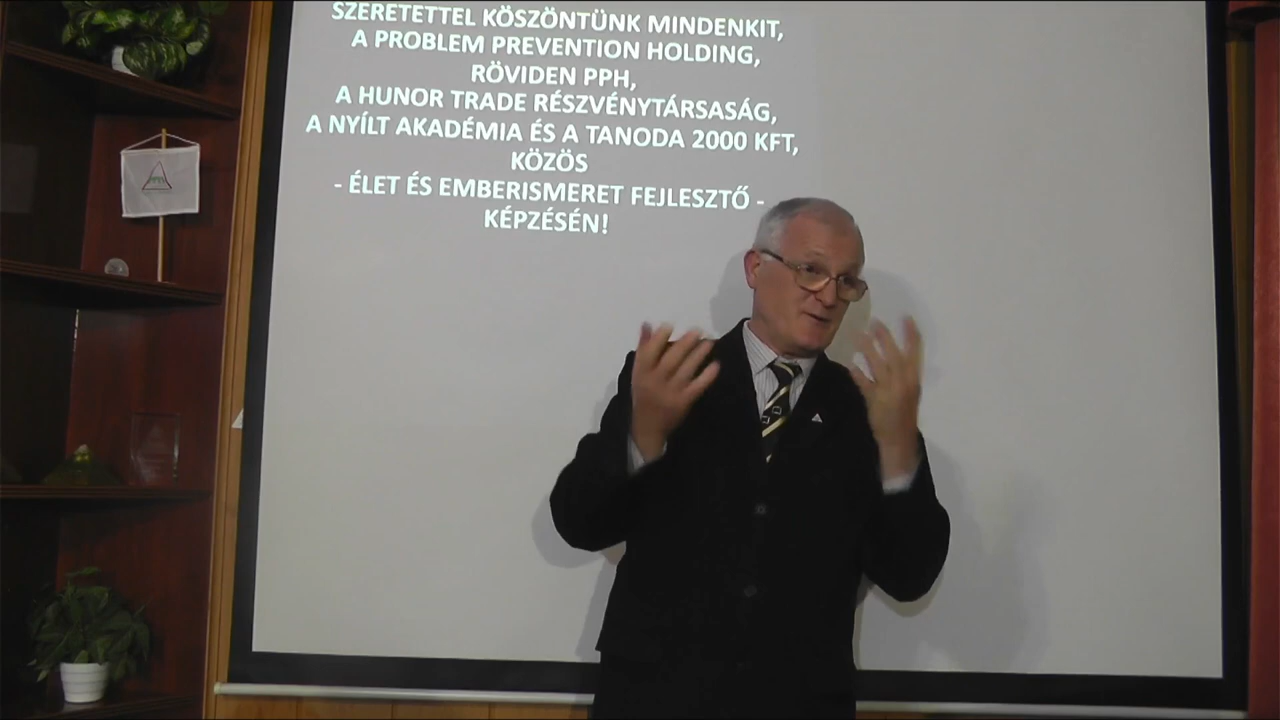 SZERETETTEL KÖSZÖNTÜNK MINDENKIT,
A PROBLEM PREVENTION HOLDING,
RÖVIDEN PPH,
A HUNOR TRADE RÉSZVÉNYTÁRSASÁG,
A NYÍLT AKADÉMIA ÉS A TANODA 2000 KFT,
KÖZÖS
- ÉLET ÉS EMBERISMERET FEJLESZTŐ -
KÉPZÉSÉN!